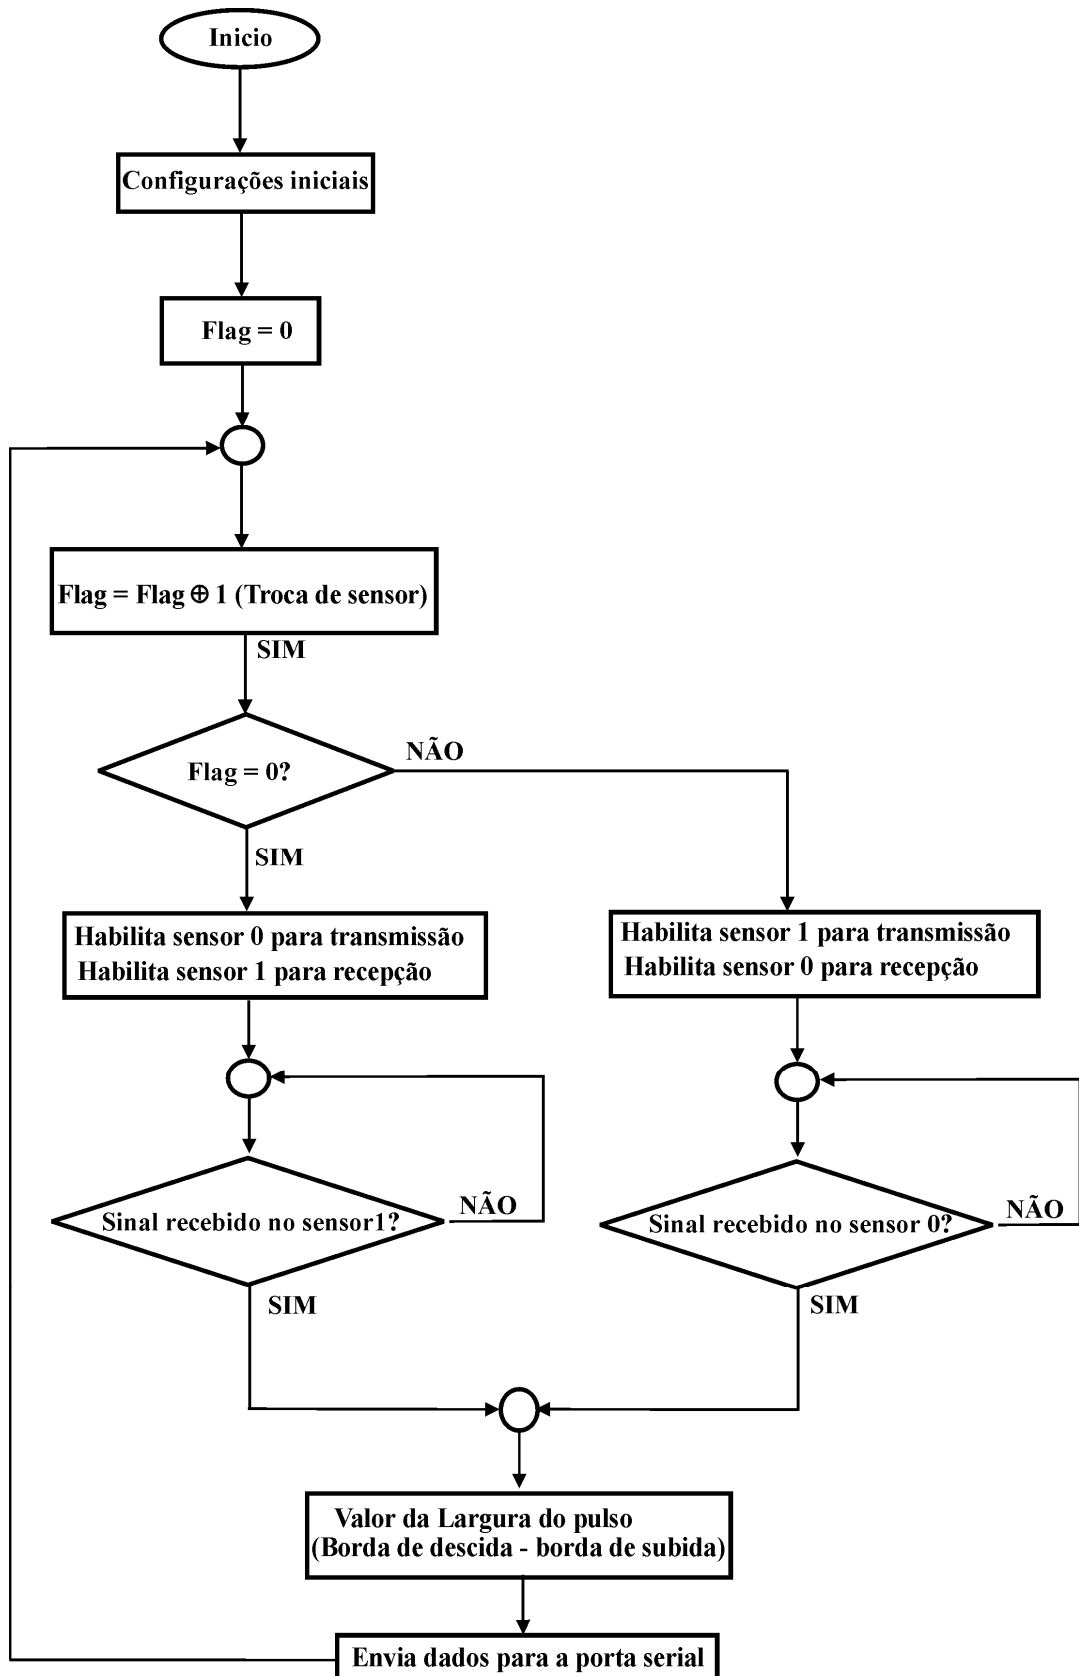 Inicio
Configurações iniciais
Flag = 0
Flag = Flag ⊕ 1 (Troca de sensor)
SIM
Flag = 0?
NÃO
SIM
Habilita sensor 0 para transmissão
Habilita sensor 1 para recepção
Habilita sensor 1 para transmissão
Habilita sensor 0 para recepção
Sinal recebido no sensor1?
NÃO
Sinal recebido no sensor 0?
NÃO
SIM
SIM
Valor da Largura do pulso
(Borda de descida - borda de subida)
Envia dados para a porta serial